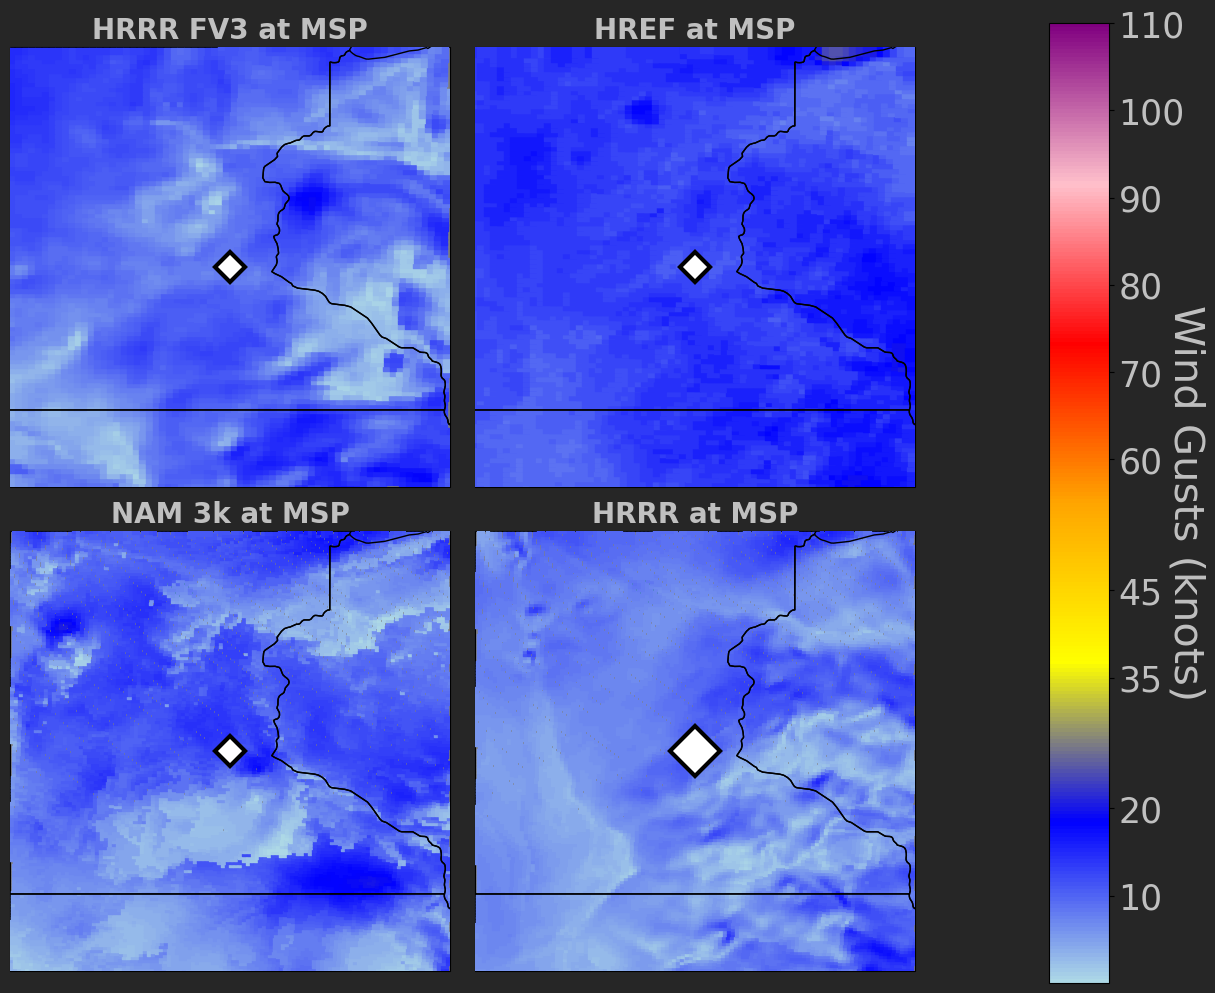 HRRR FV3 at MSP
HREF at MSP
NAM 3k at MSP
HRRR at MSP
110
100
90
80
70
60
45
35
20
10
Wind Gusts (knots)